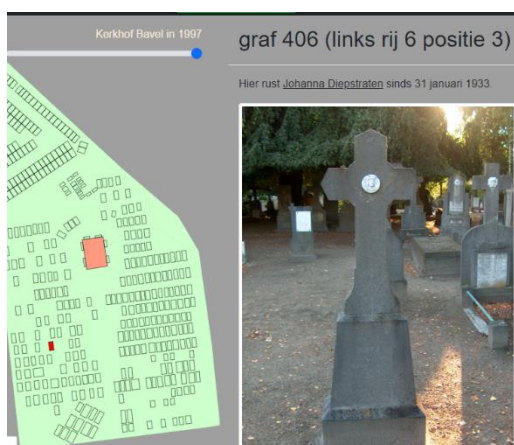 Kerkhof Bavel in 1997
graf 406 (links rij 6 positie 3)
Hier rust Johanna Diepstraten sinds 31 januari 1933.